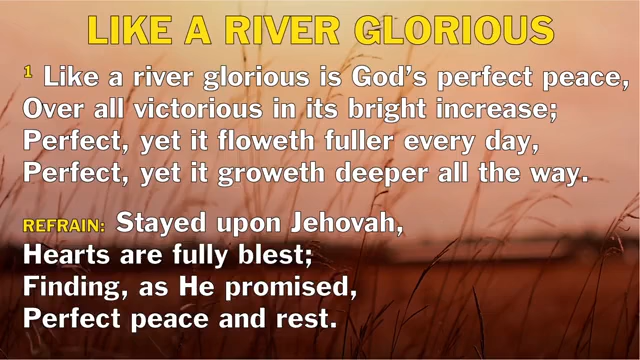 LIKE A RIVER GLORIOUS
1 Like a river glorious is God's perfect peace,
Over all victorious in its bright increase;
Perfect, yet it floweth fuller every day,
Perfect, yet it groweth deeper all the way.
REFRAIN: Stayed upon Jehovah,
Hearts are fully blest;
Finding, as He promised,
Perfect peace and rest.